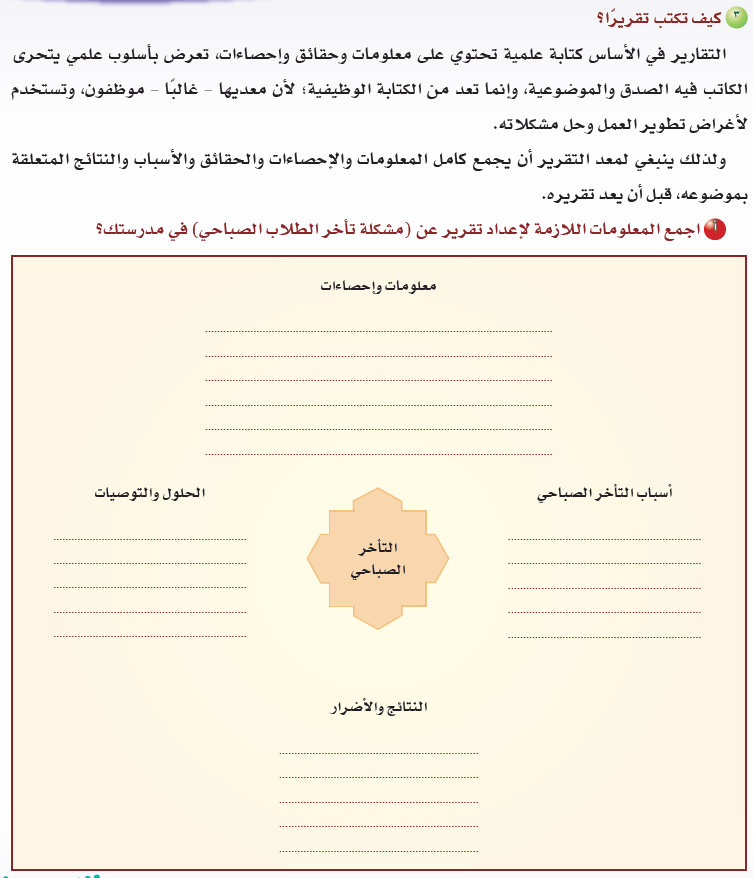 ٣ كيف تكتب تقريرًا؟
التقارير في الأساس كتابة علمية تحتوي على معلومات وحقائق وإحصاءات، تعرض بأسلوب علمي يتحرى
الكاتب فيه الصدق والموضوعية، وإنما تعد من الكتابة الوظيفية؛ لأن معديها - غالبًا - موظفون، وتستخدم
لأغراض تطوير العمل وحل مشكلاته.
ولذلك ينبغي لمعد التقرير أن يجمع كامل المعلومات والإحصاءات والحقائق والأسباب والنتائج المتعلقة
بموضوعه، قبل أن يعد تقريره.
أ اجمع المعلومات اللازمة لإعداد تقرير عن (مشكلة تأخر الطلاب الصباحي) في مدرستك؟
معلومات وإحصاءات
أسباب التأخر الصباحي
الحلول والتوصيات
التأخر
الصباحي
النتائج والأضرار